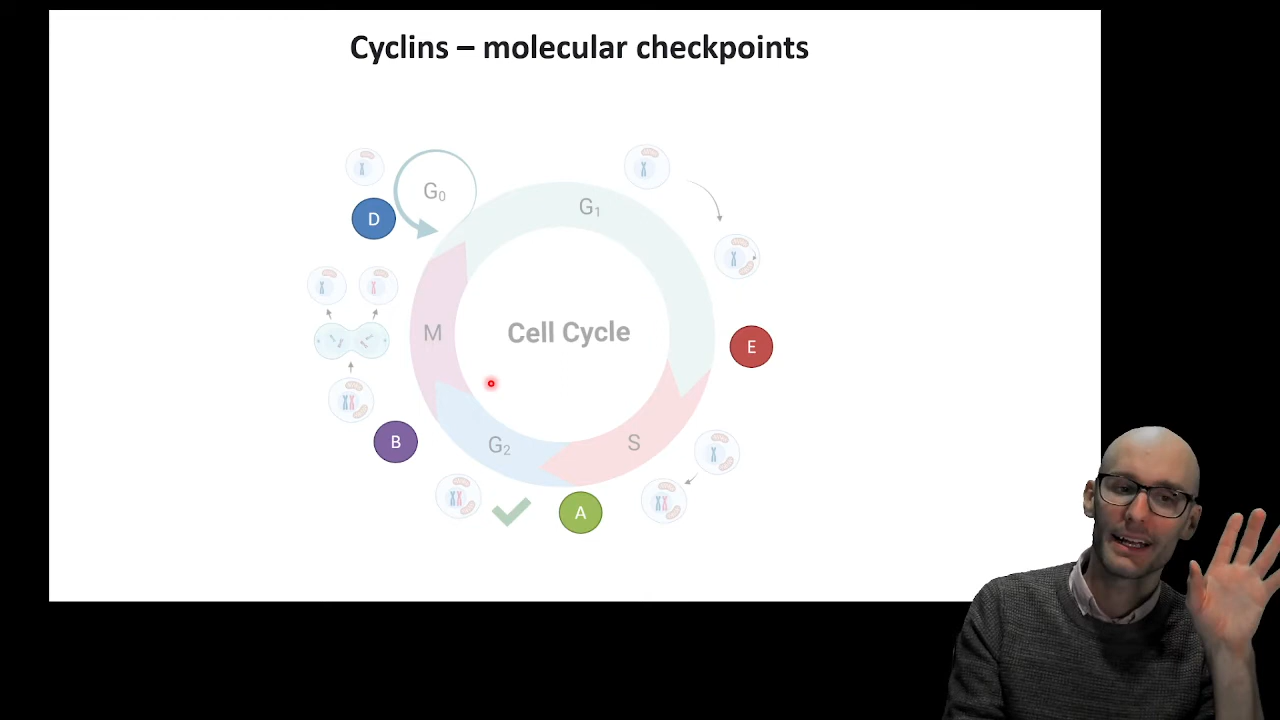 Cyclins – molecular checkpoints
G₀
G₁
D
M
Cell Cycle
E
B
G₂
S
A